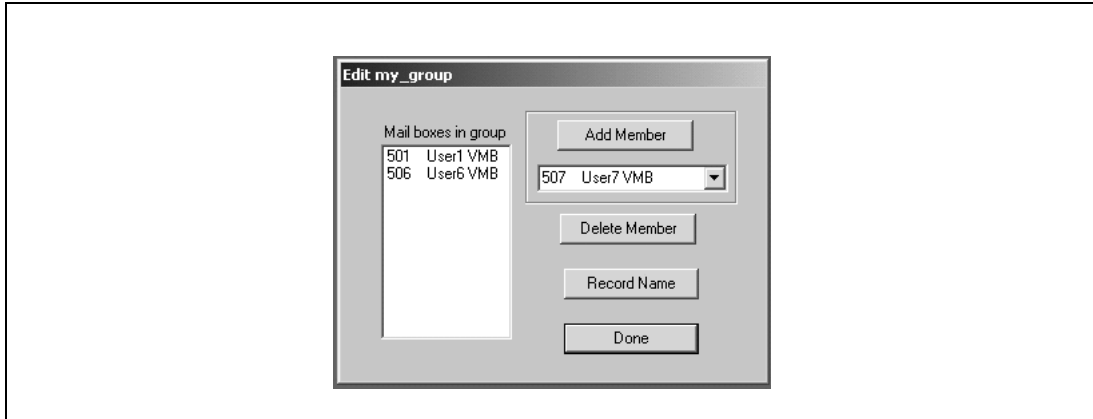 Edit my_group
Mail boxes in group
501 User1 VMB
506 User6 VMB
Add Member
507 User7 VMB
Delete Member
Record Name
Done